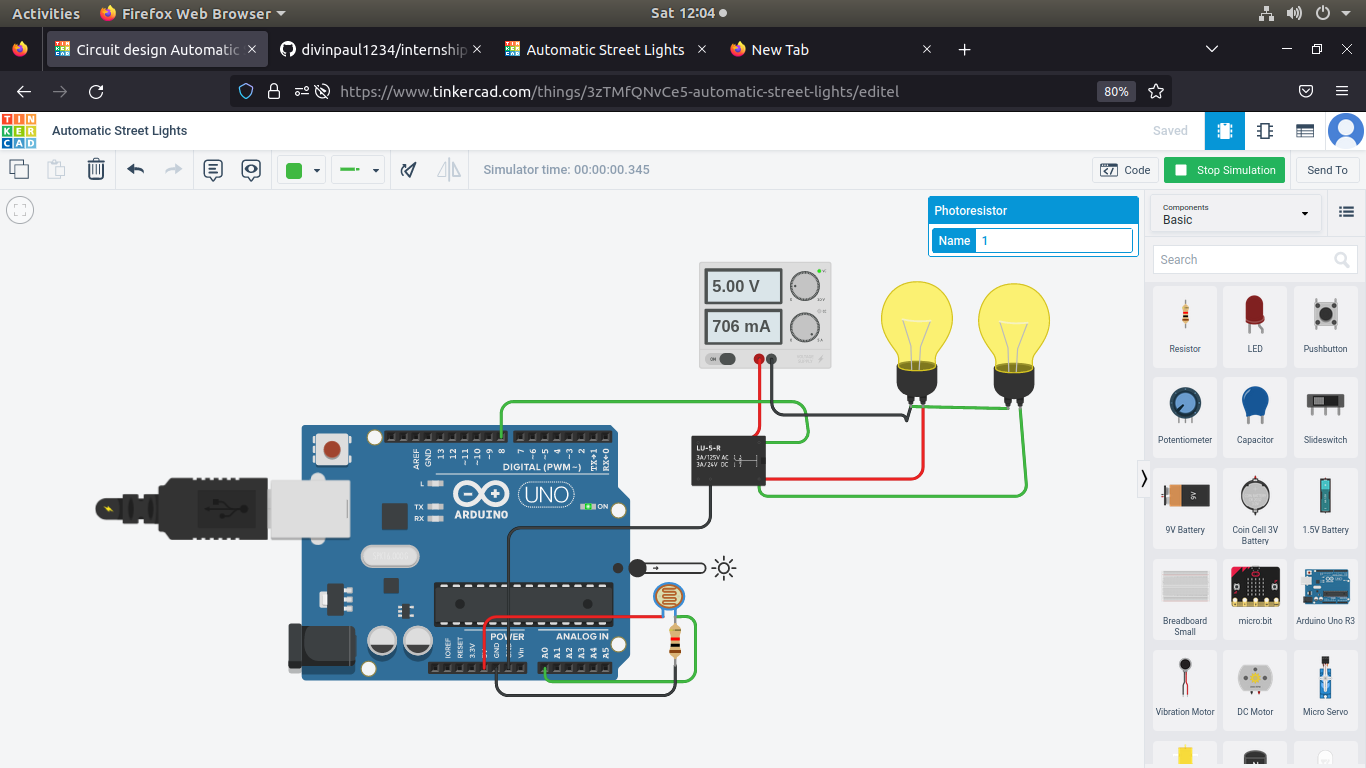 Activities
Firefox Web Browser
Sat 12:04
Circuit design Automatic
divinpaul1234/internship
Automatic Street Lights
New Tab
https://www.tinkercad.com/things/3zTMfQNvCe5-automatic-street-lights/editel
80%
TIN
KER
CAD
Automatic Street Lights
Saved
Simulator time: 00:00:00.345
Code
Stop Simulation
Send To
Photoresistor
Name
1
Components
Basic
Search
5.00 V
706 mA
ON
LU-5-R
3A/125V AC
3A/24V DC
AREF
GND
13
12
~11
~10
~9
8
7
~6
~5
4
~3
2
TX→1
RX←0
DIGITAL (PWM~)
L
TX
RX
ARDUINO
UNO
ON
POWER
ANALOG IN
IOREF
RESET
3.3V
GND
Vin
A0
A1
A2
A3
A4
A5
Resistor
LED
Pushbutton
Potentiometer
Capacitor
Slideswitch
9V Battery
Coin Cell 3V
Battery
1.5V Battery
Breadboard
Small
micro:bit
Arduino Uno R3
Vibration Motor
DC Motor
Micro Servo